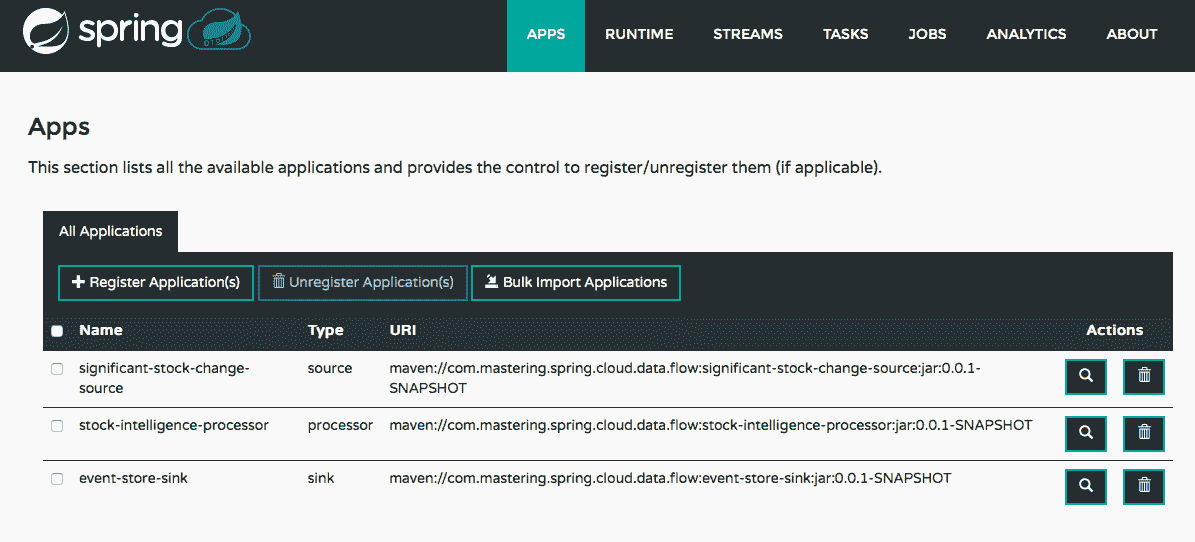 spring
APPS RUNTIME STREAMS TASKS JOBS ANALYTICS ABOUT
Apps
This section lists all the available applications and provides the control to register/unregister them (if applicable).
All Applications
Register Application(s) Unregister Application(s) Bulk Import Applications
Name Type URI Actions
significant-stock-change- source maven://com.mastering.spring.cloud.data.flow:significant-stock-change-source:jar:0.0.1-
source SNAPSHOT
stock-intelligence-processor processor maven://com.mastering.spring.cloud.data.flow:stock-intelligence-processor:jar:0.0.1-SNAPSHOT
event-store-sink sink maven://com.mastering.spring.cloud.data.flow:event-store-sink:jar:0.0.1-SNAPSHOT